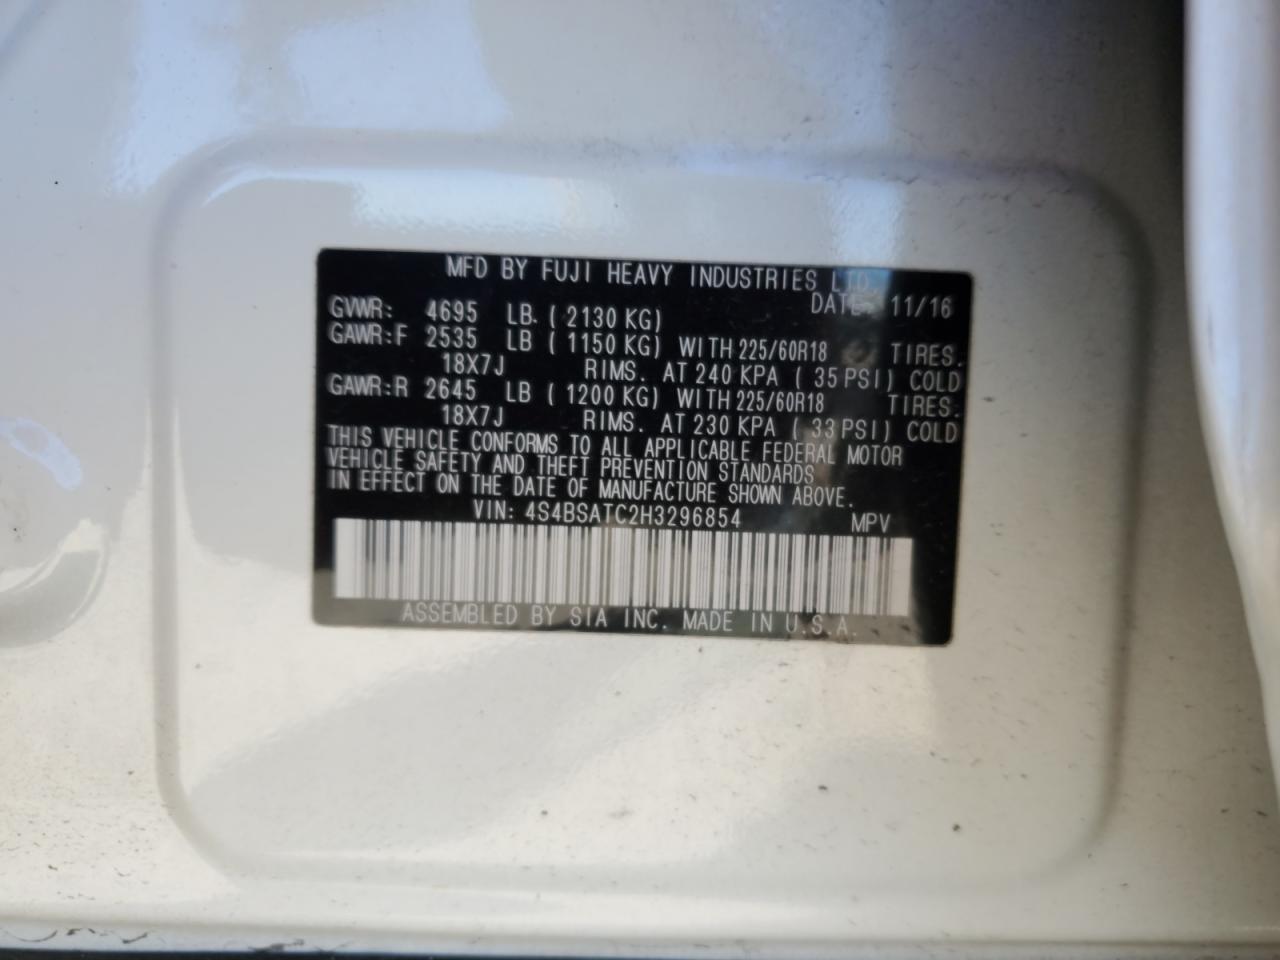 MFD BY FUJI HEAVY INDUSTRIES LTD.
DATE: 11/16
GVWR: 4695 LB. ( 2130 KG)
GAWR:F 2535 LB ( 1150 KG) WITH 225/60R18 TIRES.
18X7J RIMS. AT 240 KPA ( 35 PSI) COLD
GAWR:R 2645 LB ( 1200 KG) WITH 225/60R18 TIRES.
18X7J RIMS. AT 230 KPA ( 33 PSI) COLD
THIS VEHICLE CONFORMS TO ALL APPLICABLE FEDERAL MOTOR
VEHICLE SAFETY AND THEFT PREVENTION STANDARDS
IN EFFECT ON THE DATE OF MANUFACTURE SHOWN ABOVE.
VIN: 4S4BSATC2H3296854 MPV
ASSEMBLED BY SIA INC. MADE IN U.S.A.